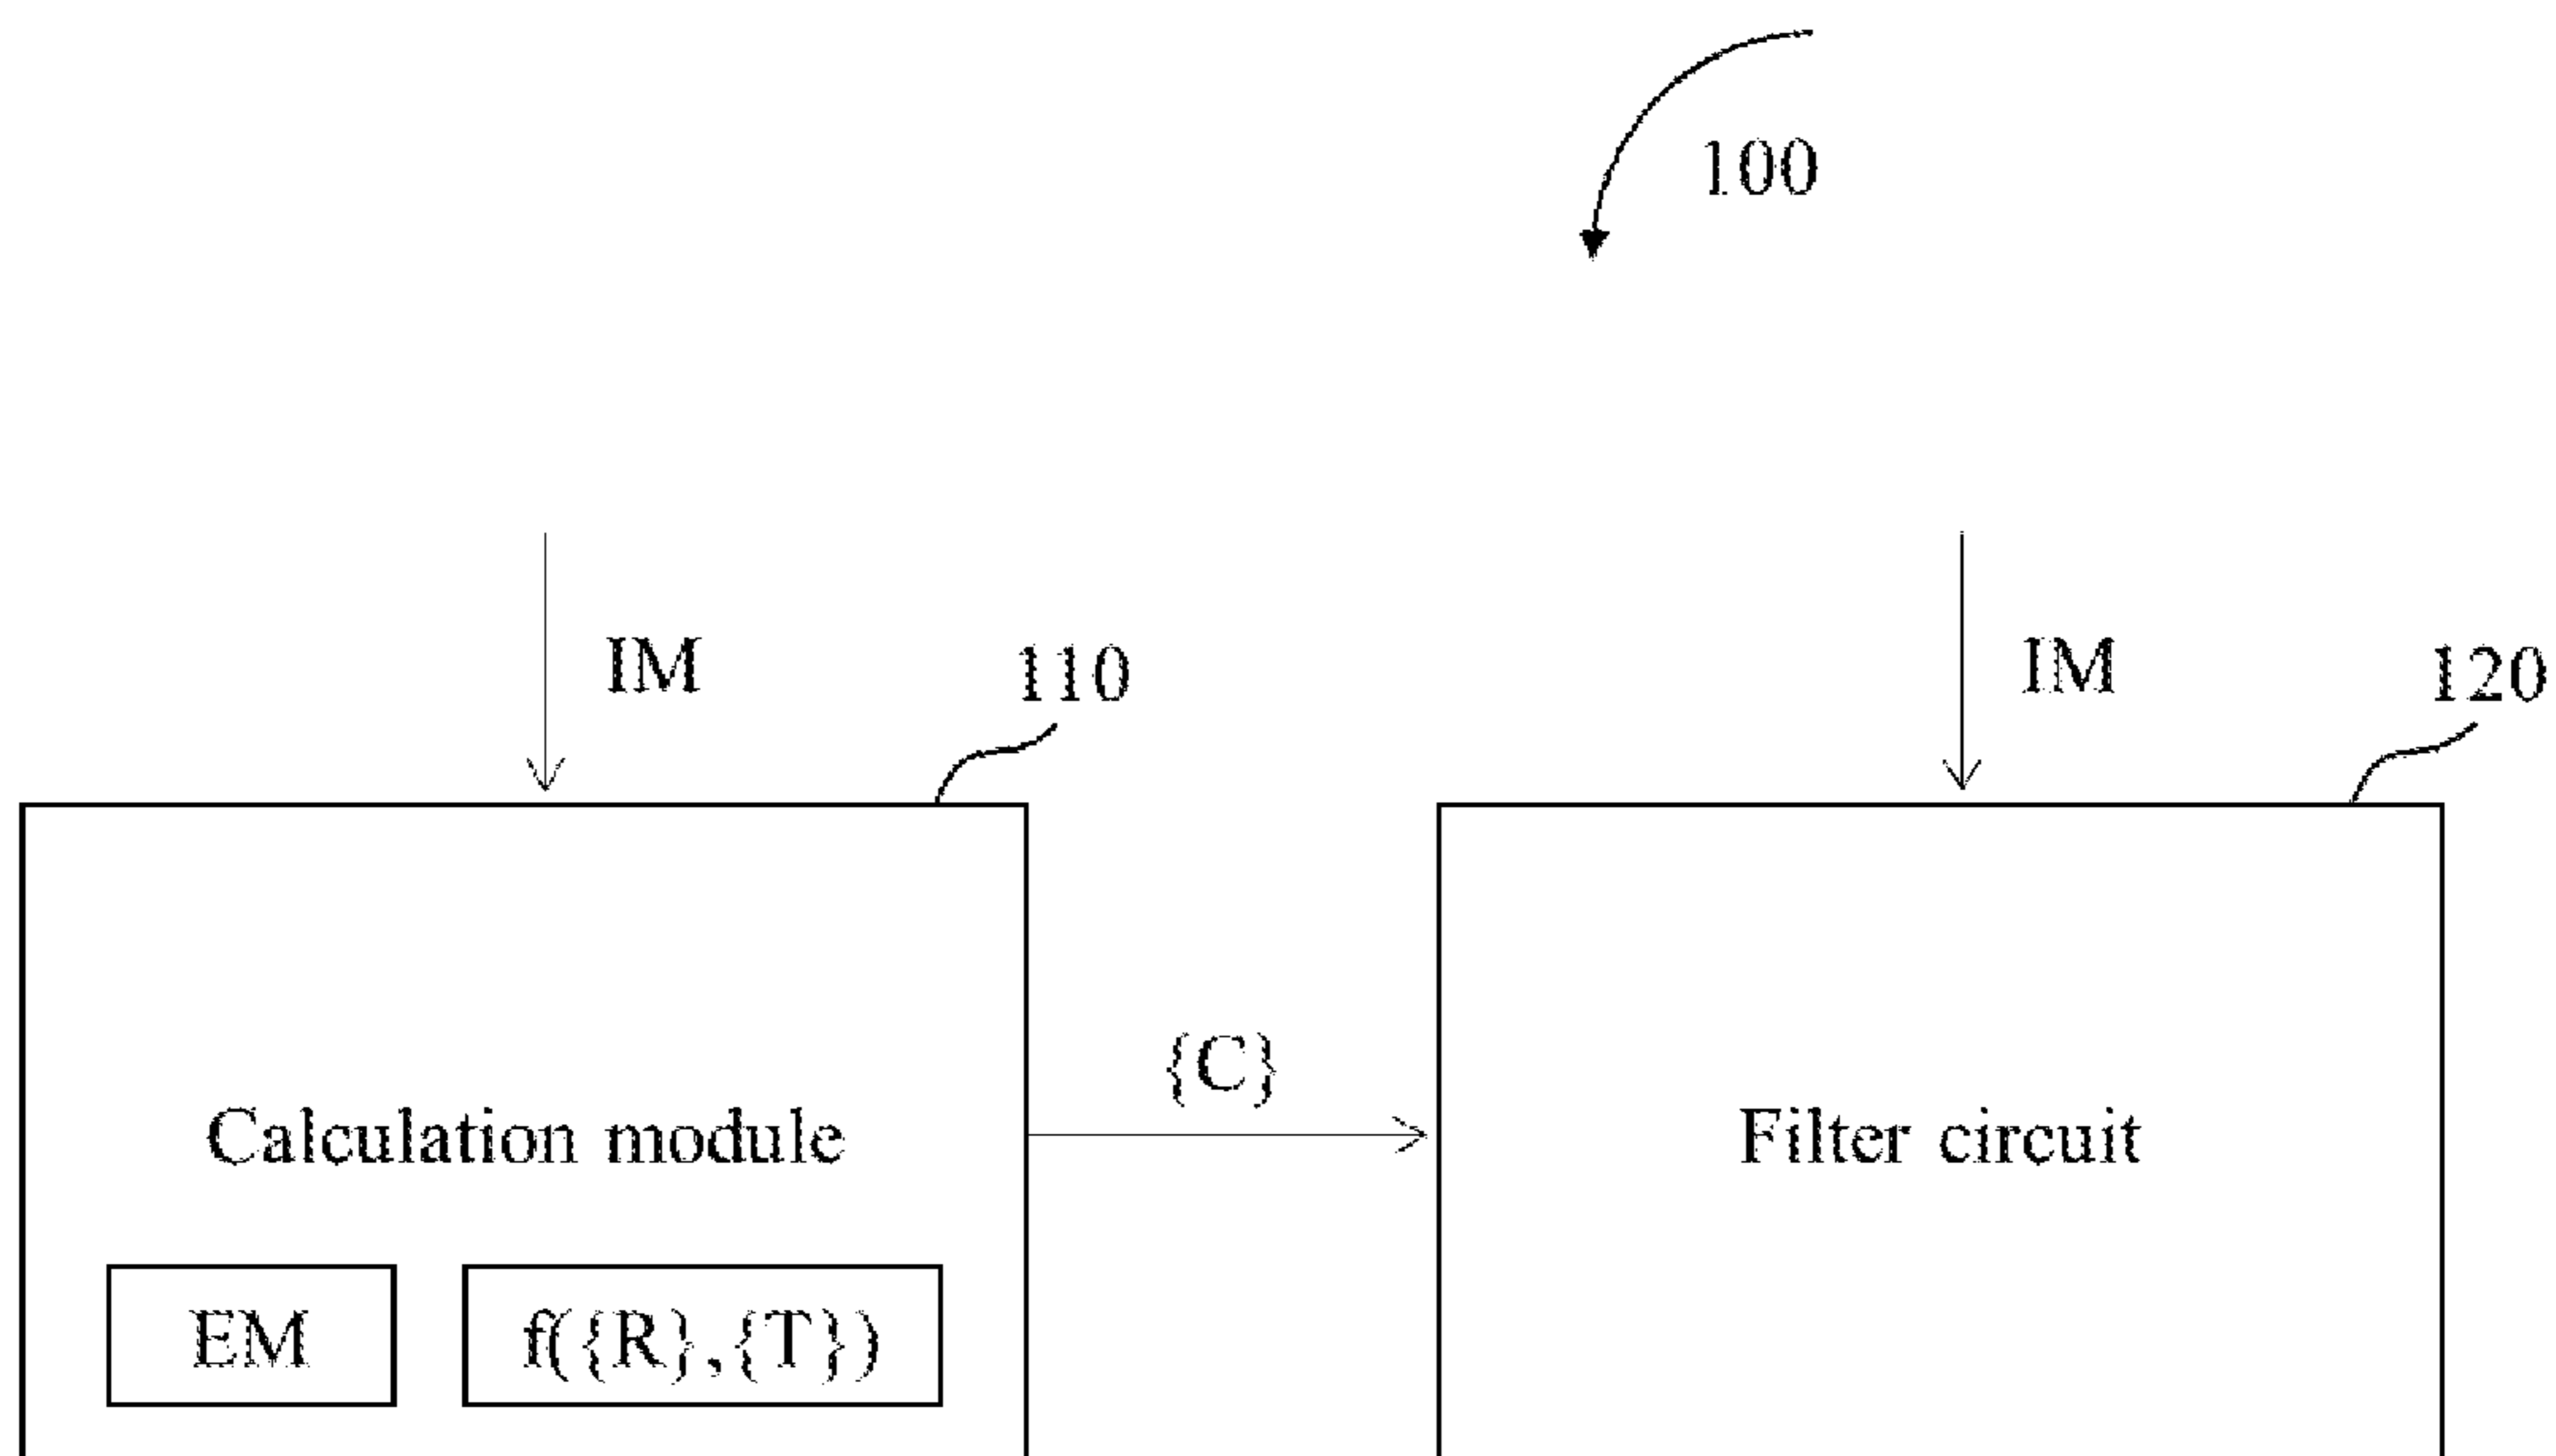 100
IM
110
IM
120
{C}
Calculation module
Filter circuit
EM
f({R},{T})